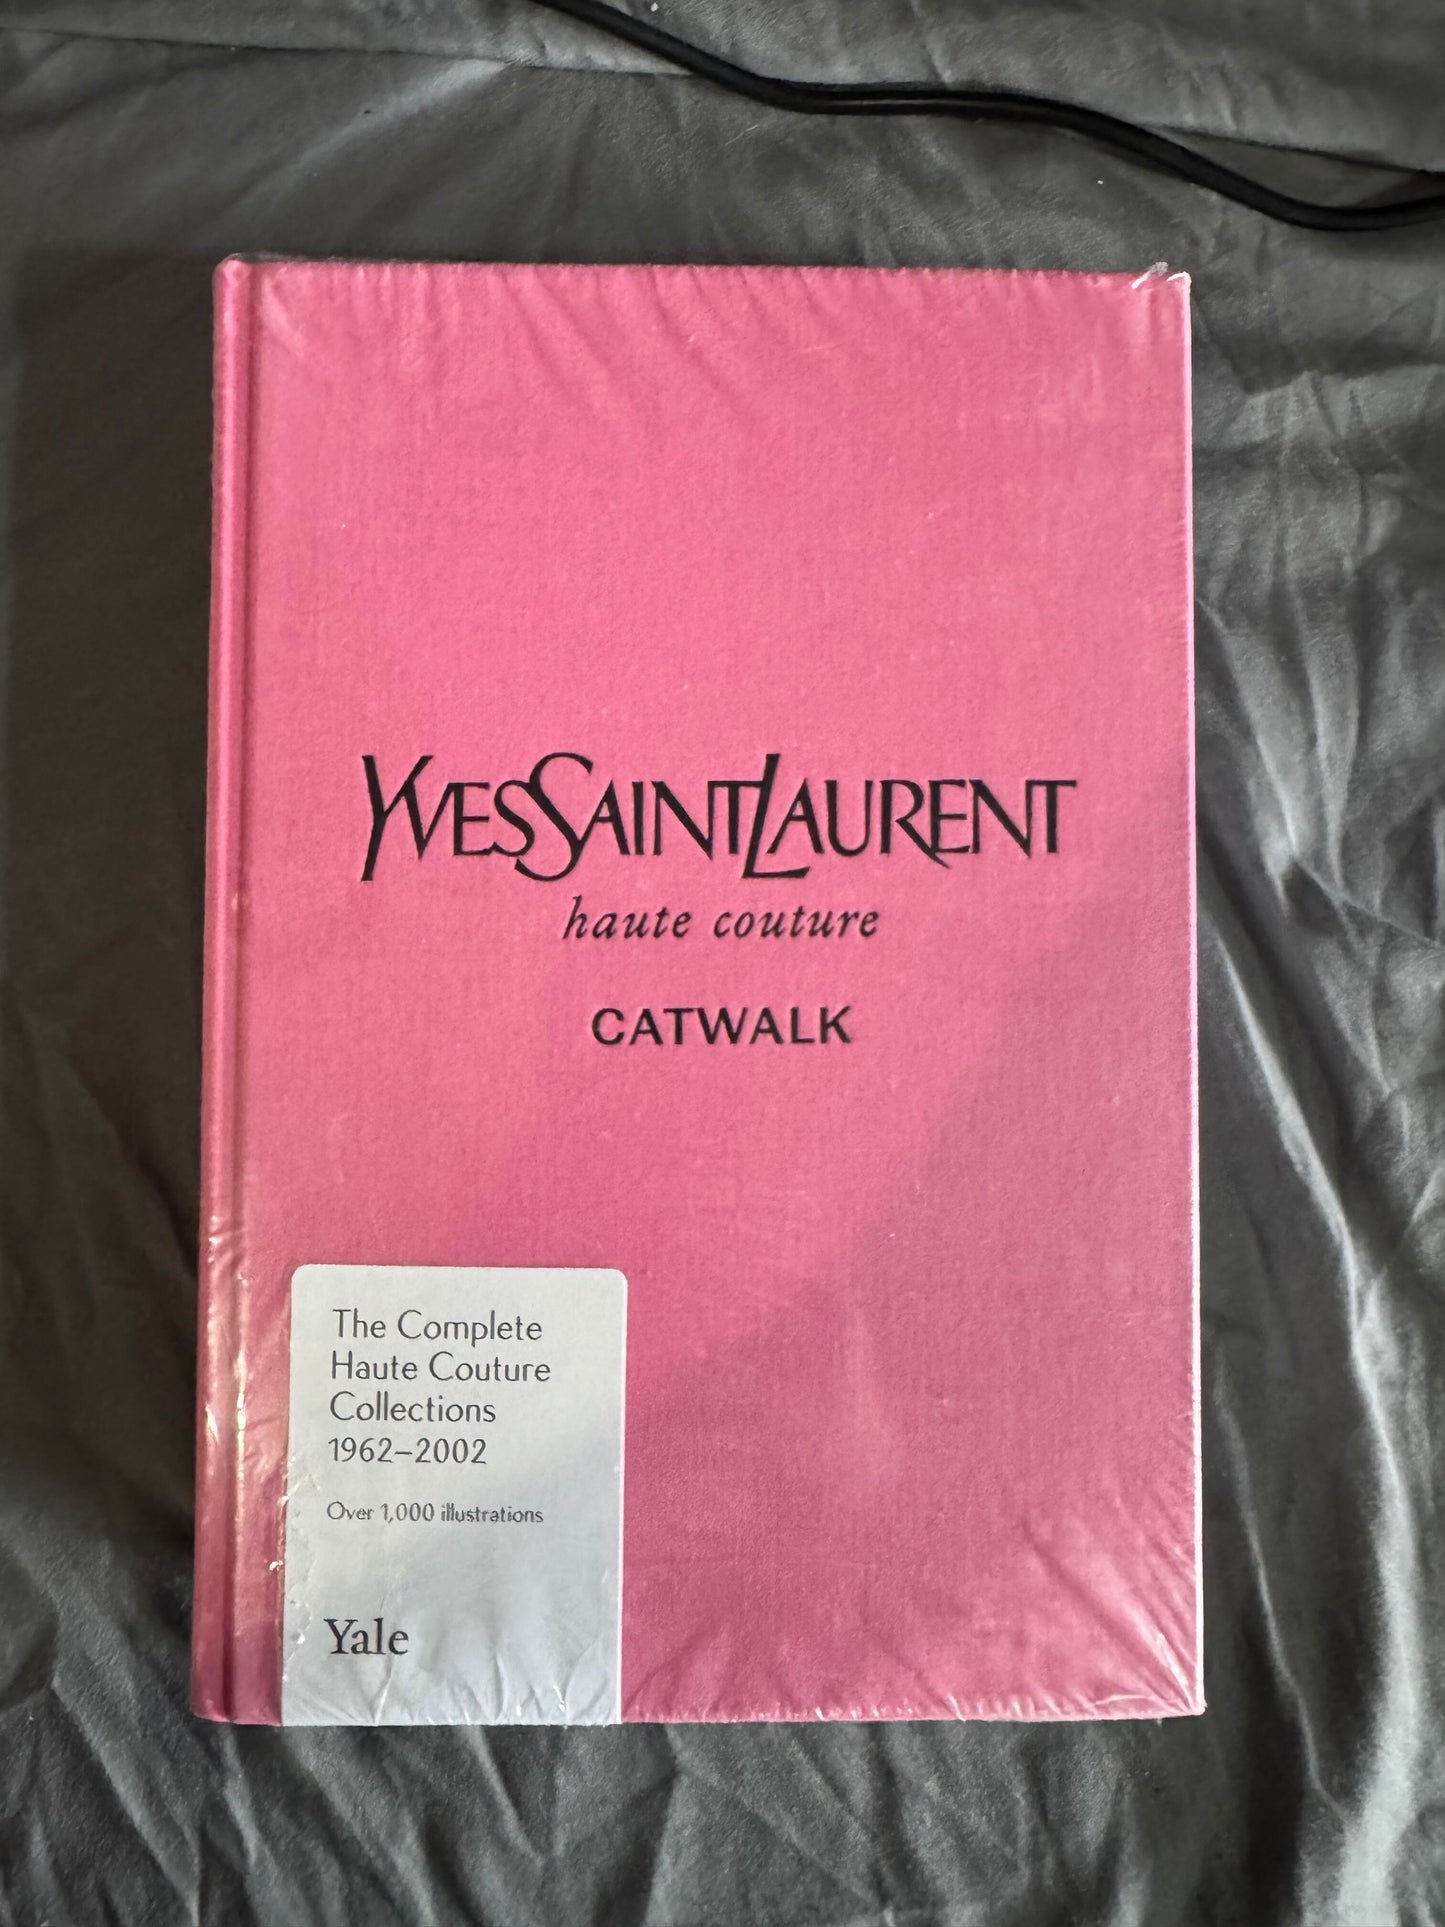 YVESSAINTLAURENT
haute couture
CATWALK
The Complete
Haute Couture
Collections
1962–2002
Over 1,000 illustrations
Yale